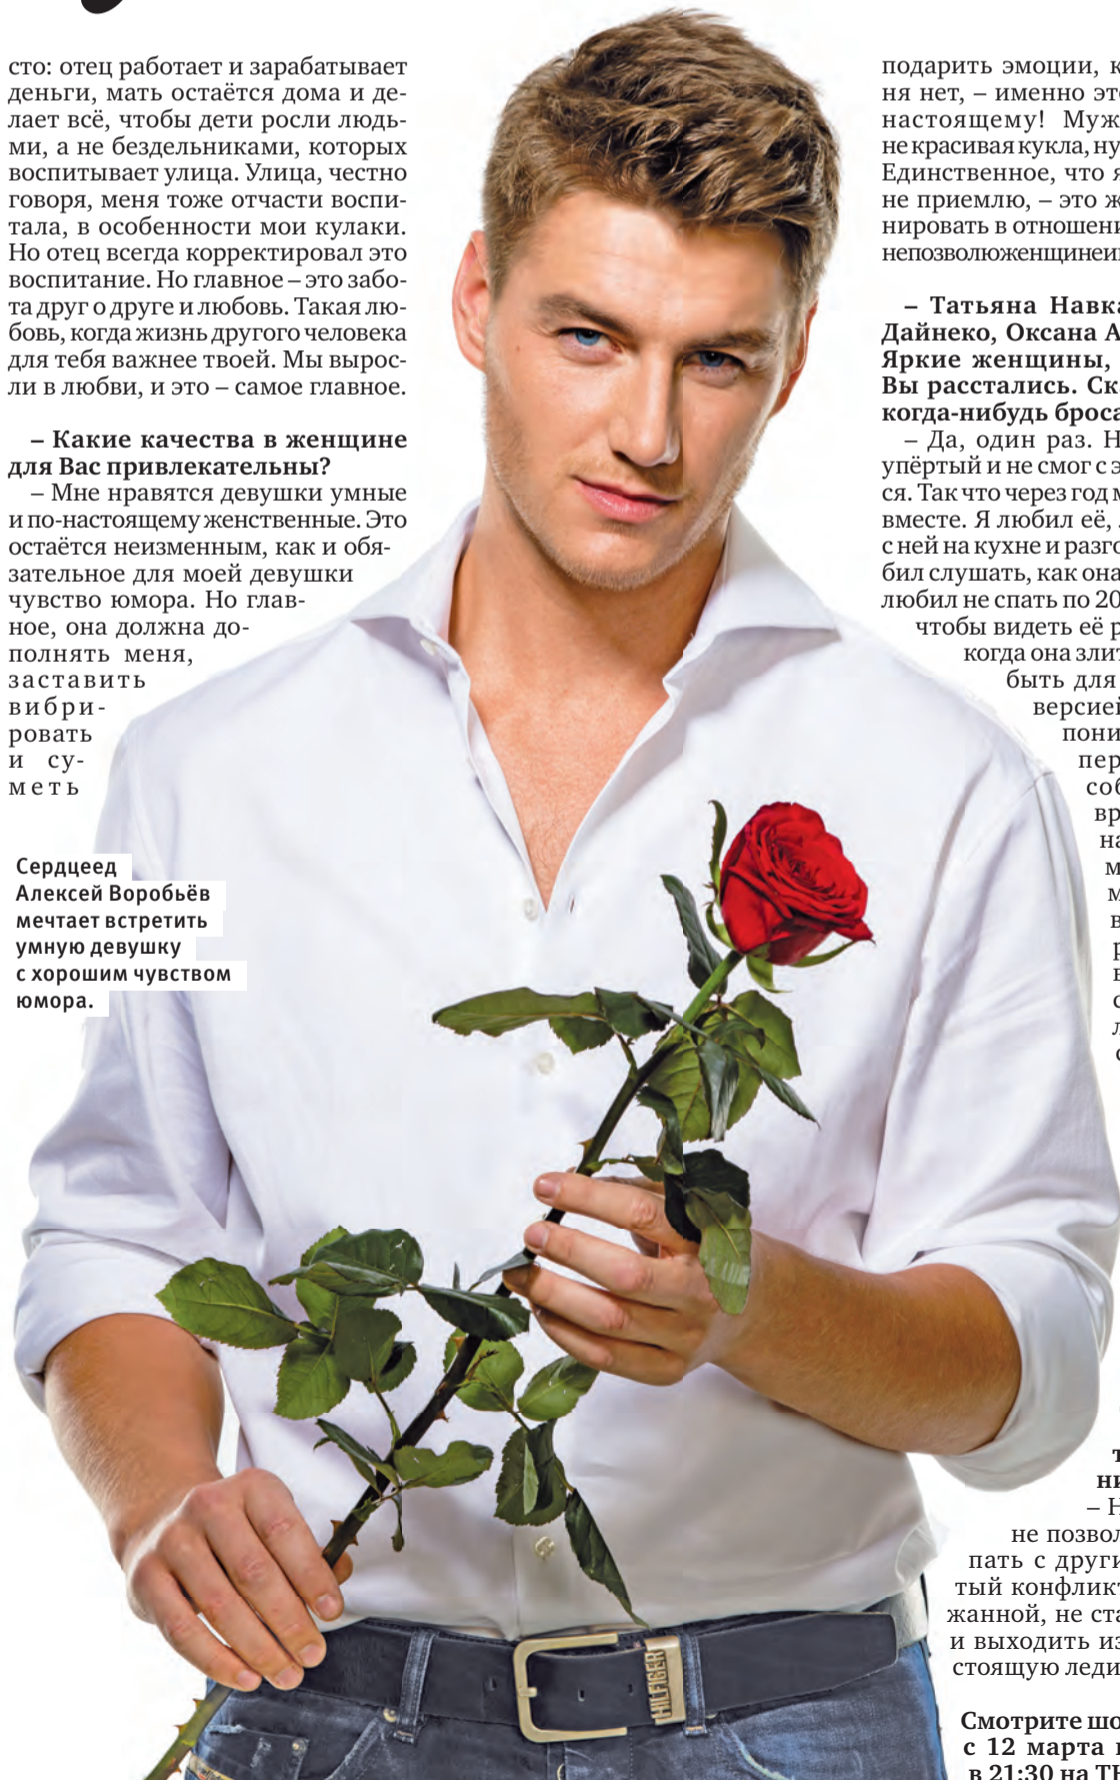 сто: отец работает и зарабатывает
деньги, мать остаётся дома и де-
лает всё, чтобы дети росли людь-
ми, а не бездельниками, которых
воспитывает улица. Улица, честно
говоря, меня тоже отчасти воспи-
тала, в особенности мои кулаки.
Но отец всегда корректировал это
воспитание. Но главное – это забо-
та друг о друге и любовь. Такая лю-
бовь, когда жизнь другого человека
для тебя важнее твоей. Мы вырос-
ли в любви, и это – самое главное.
– Какие качества в женщине
для Вас привлекательны?
– Мне нравятся девушки умные
и по-настоящему женственные. Это
остаётся неизменным, как и обя-
зательное для моей девушки
чувство юмора. Но глав-
ное, она должна до-
полнять меня,
заставить
вибри-
ровать
и су-
меть
Сердцеед
Алексей Воробьёв
мечтает встретить
умную девушку
с хорошим чувством
юмора.
подарить эмоции, к
ня нет, – именно эт
настоящему! Муж
не красивая кукла, ну
Единственное, что я
не приемлю, – это ж
нировать в отношени
не позволю женщине и
– Татьяна Навка
Дайнеко, Оксана А
Яркие женщины,
Вы расстались. Ск
когда-нибудь броса
– Да, один раз. Н
упёртый и не смог с э
ся. Так что через год м
вместе. Я любил её,
с ней на кухне и разго
бил слушать, как она
любил не спать по 20
чтобы видеть её р
когда она злит
быть для
версией
пони
пер
соб
вр
на
м
м
в
р
в
с
л
с
т
ни
– Н
не позвол
пать с други
тый конфликт
жанной, не ста
и выходить из
стоящую леди
Смотрите шо
с 12 марта
в 21:30 на ТВ
HILFIGER